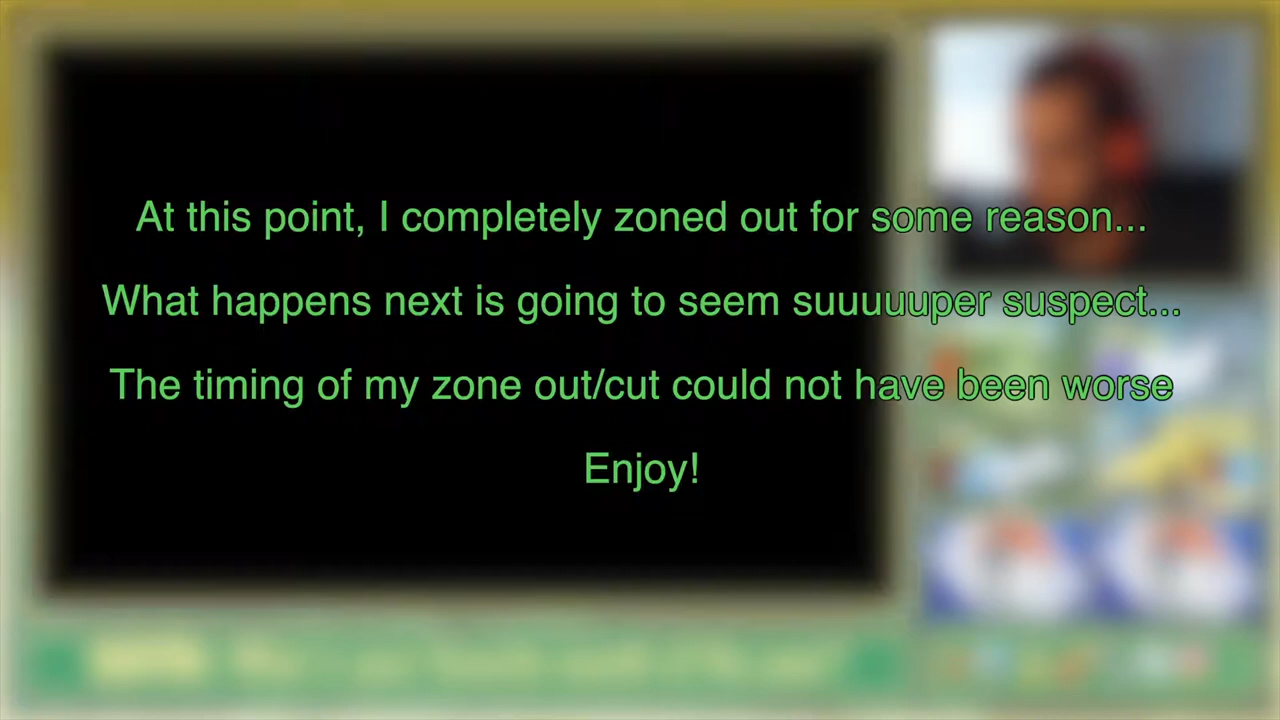 At this point, I completely zoned out for some reason...
What happens next is going to seem suuuuuper suspect...
The timing of my zone out/cut could not have been worse
Enjoy!